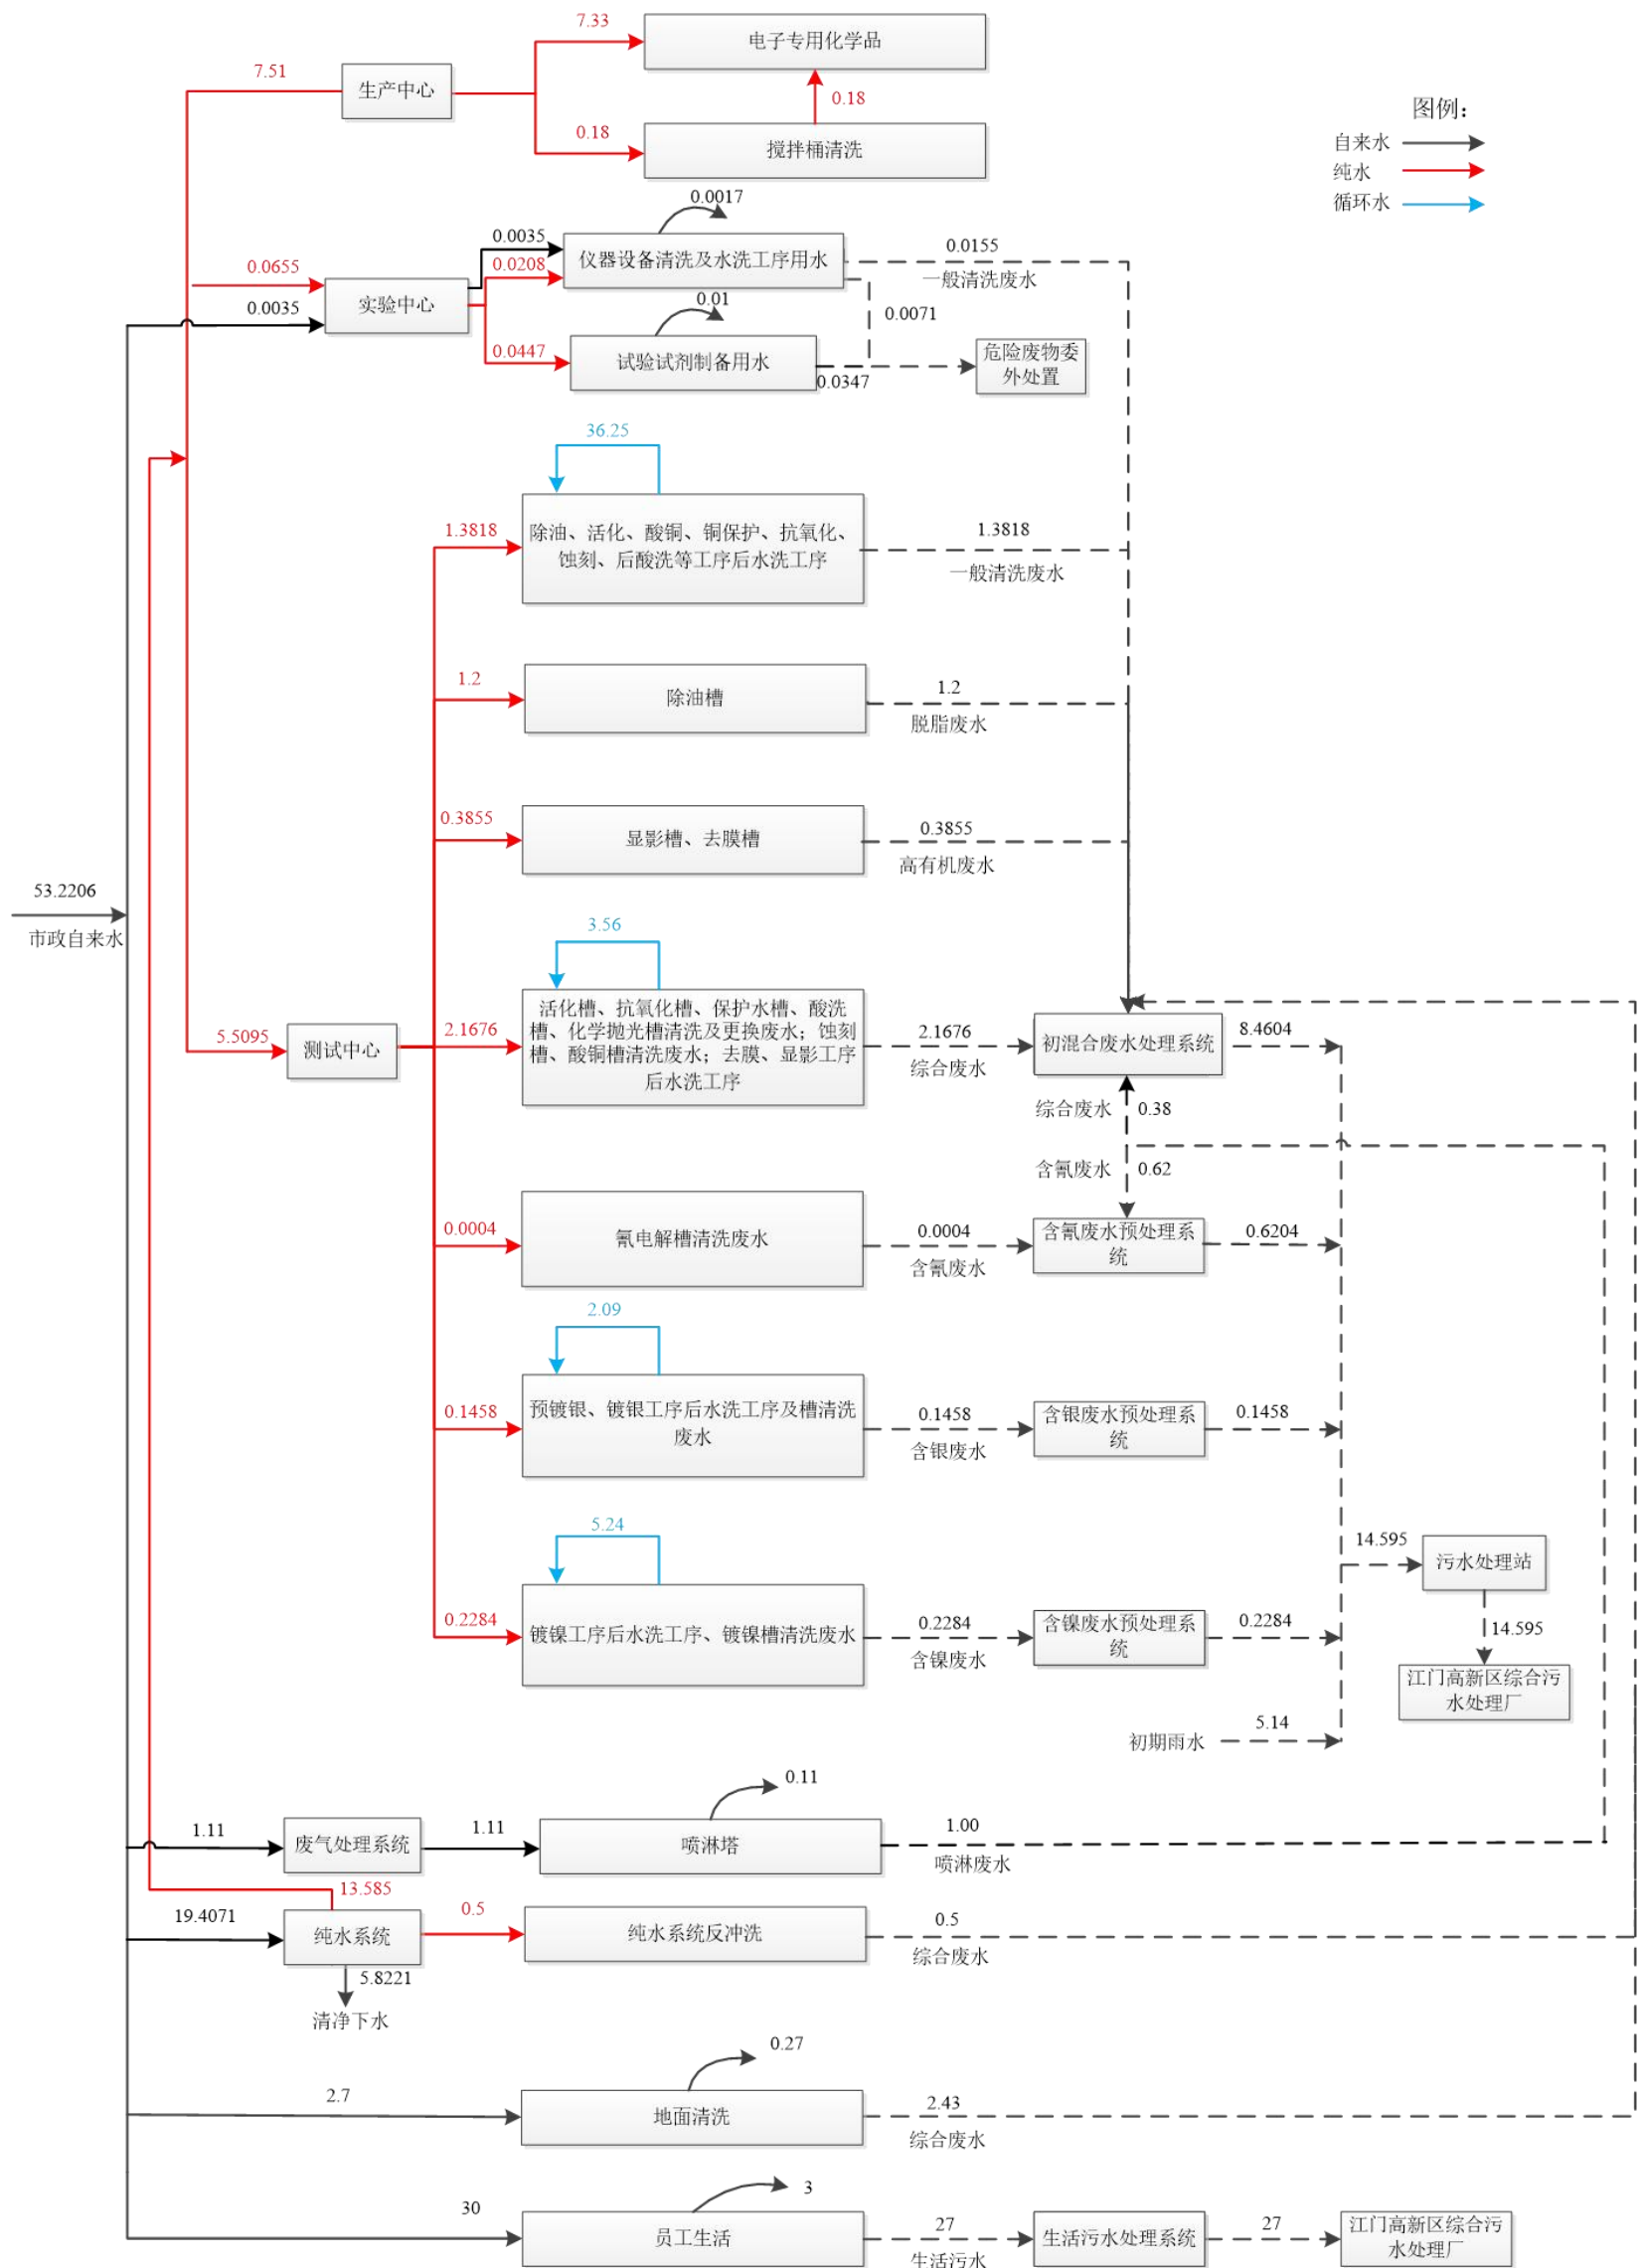 7.33
电子专用化学品
7.51
生产中心
0.18
0.18
搅拌桶清洗
图例：
自来水
纯水
循环水
0.0017
0.0035
仪器设备清洗及水洗工序用水
0.0155
一般清洗废水
0.0655
0.0208
0.0035
实验中心
0.01
0.0071
0.0447
试验试剂制备用水
0.0347
危险废物委
外处置
36.25
1.3818
除油、活化、酸铜、铜保护、抗氧化、
蚀刻、后酸洗等工序后水洗工序
1.3818
一般清洗废水
1.2
除油槽
1.2
脱脂废水
0.3855
显影槽、去膜槽
0.3855
高有机废水
53.2206
市政自来水
3.56
5.5095
测试中心
2.1676
活化槽、抗氧化槽、保护水槽、酸洗
槽、化学抛光槽清洗及更换废水；蚀刻
槽、酸铜槽清洗废水；去膜、显影工序
后水洗工序
2.1676
综合废水
初混合废水处理系统
8.4604
综合废水
0.38
含氰废水
0.62
0.0004
氰电解槽清洗废水
0.0004
含氰废水
含氰废水预处理系
统
0.6204
2.09
0.1458
预镀银、镀银工序后水洗工序及槽清洗
废水
0.1458
含银废水
含银废水预处理系
统
0.1458
5.24
0.2284
镀镍工序后水洗工序、镀镍槽清洗废水
0.2284
含镍废水
含镍废水预处理系
统
0.2284
14.595
污水处理站
14.595
江门高新区综合污
水处理厂
初期雨水
5.14
1.11
废气处理系统
1.11
0.11
喷淋塔
1.00
喷淋废水
13.585
19.4071
纯水系统
0.5
纯水系统反冲洗
0.5
综合废水
5.8221
清净下水
0.27
2.7
地面清洗
2.43
综合废水
3
30
员工生活
27
生活污水
生活污水处理系统
27
江门高新区综合污
水处理厂